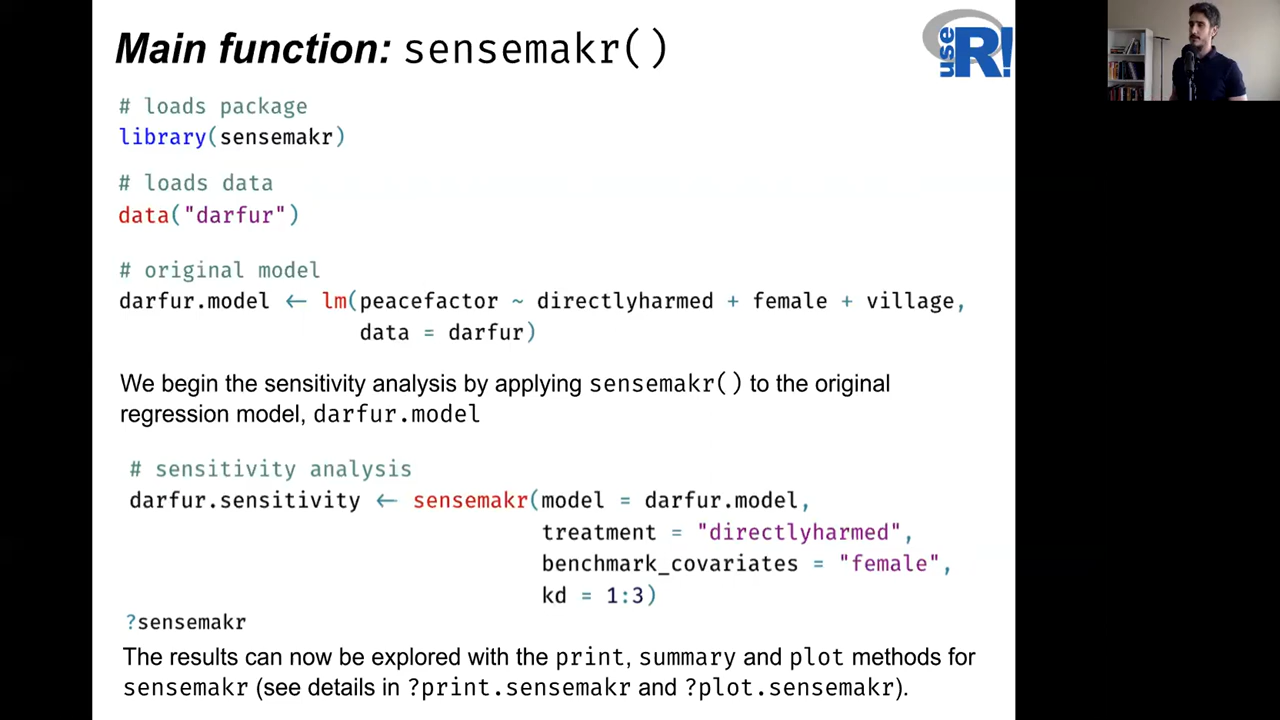 Main function: sensemakr()
use R!
# loads package
library(sensemakr)
# loads data
data("darfur")
# original model
darfur.model ← lm(peacefactor ~ directlyharmed + female + village,
data = darfur)
We begin the sensitivity analysis by applying sensemakr() to the original
regression model, darfur.model
# sensitivity analysis
darfur.sensitivity ← sensemakr(model = darfur.model,
treatment = "directlyharmed",
benchmark_covariates = "female",
kd = 1:3)
?sensemakr
The results can now be explored with the print, summary and plot methods for
sensemakr (see details in ?print.sensemakr and ?plot.sensemakr).